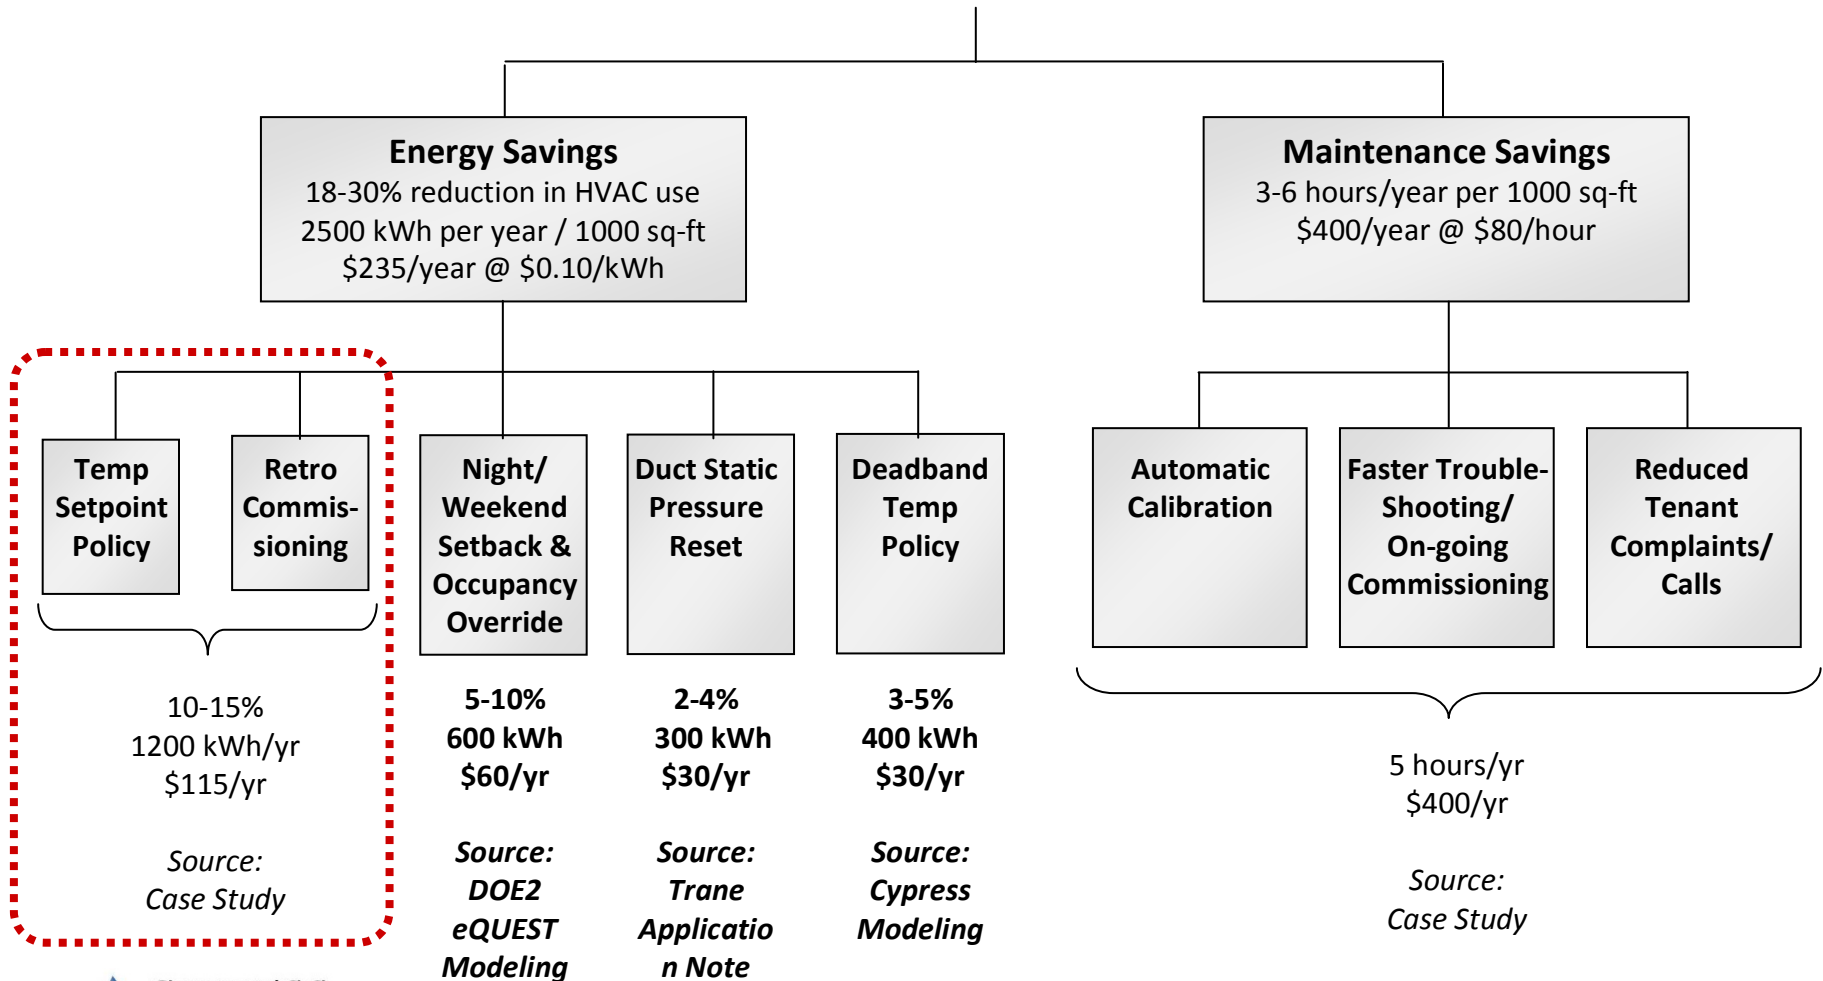 Energy Savings
18-30% reduction in HVAC use
2500 kWh per year / 1000 sq-ft
$235/year @ $0.10/kWh
Maintenance Savings
3-6 hours/year per 1000 sq-ft
$400/year @ $80/hour
Temp
Setpoint
Policy
Retro
Commis-
sioning
Night/
Weekend
Setback &
Occupancy
Override
Duct Static
Pressure
Reset
Deadband
Temp
Policy
Automatic
Calibration
Faster Trouble-
Shooting/
On-going
Commissioning
Reduced
Tenant
Complaints/
Calls
10-15%
1200 kWh/yr
$115/yr
Source:
Case Study
5-10%
600 kWh
$60/yr
Source:
DOE2
eQUEST
Modeling
2-4%
300 kWh
$30/yr
Source:
Trane
Applicatio
n Note
3-5%
400 kWh
$30/yr
Source:
Cypress
Modeling
5 hours/yr
$400/yr
Source:
Case Study